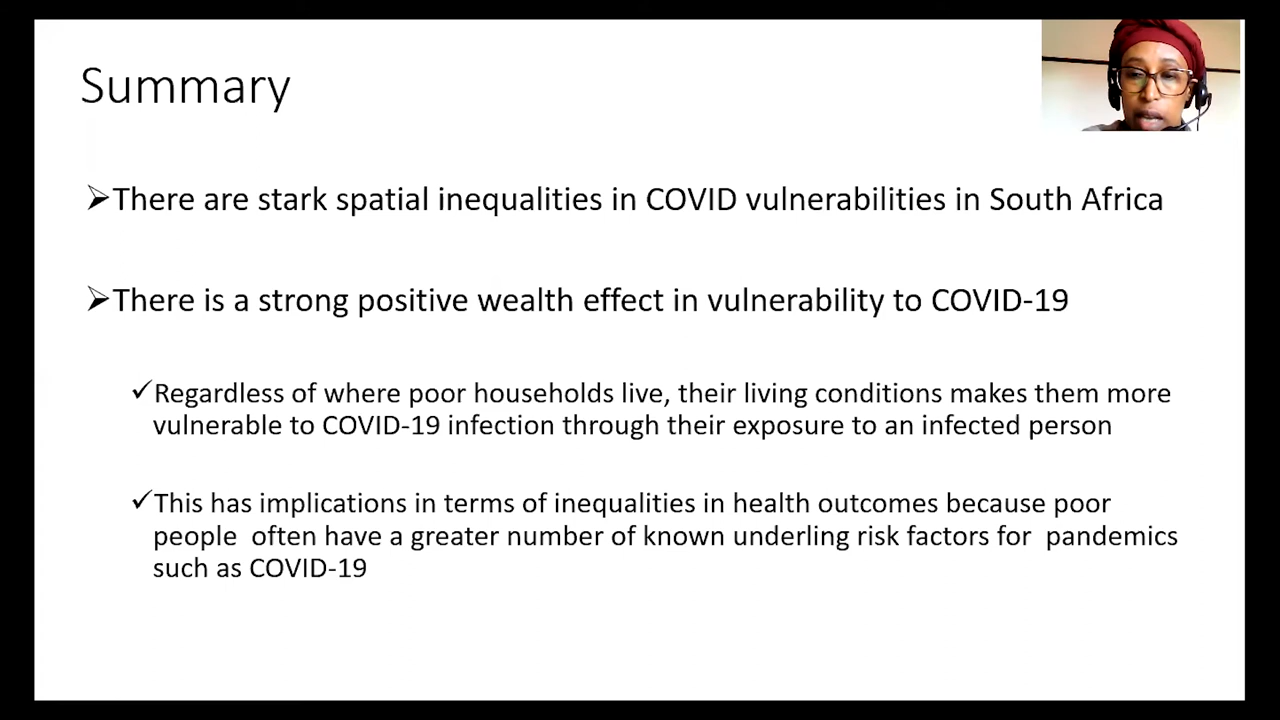 Summary
➢There are stark spatial inequalities in COVID vulnerabilities in South Africa
➢There is a strong positive wealth effect in vulnerability to COVID-19
✓Regardless of where poor households live, their living conditions makes them more
vulnerable to COVID-19 infection through their exposure to an infected person
✓This has implications in terms of inequalities in health outcomes because poor
people often have a greater number of known underling risk factors for pandemics
such as COVID-19